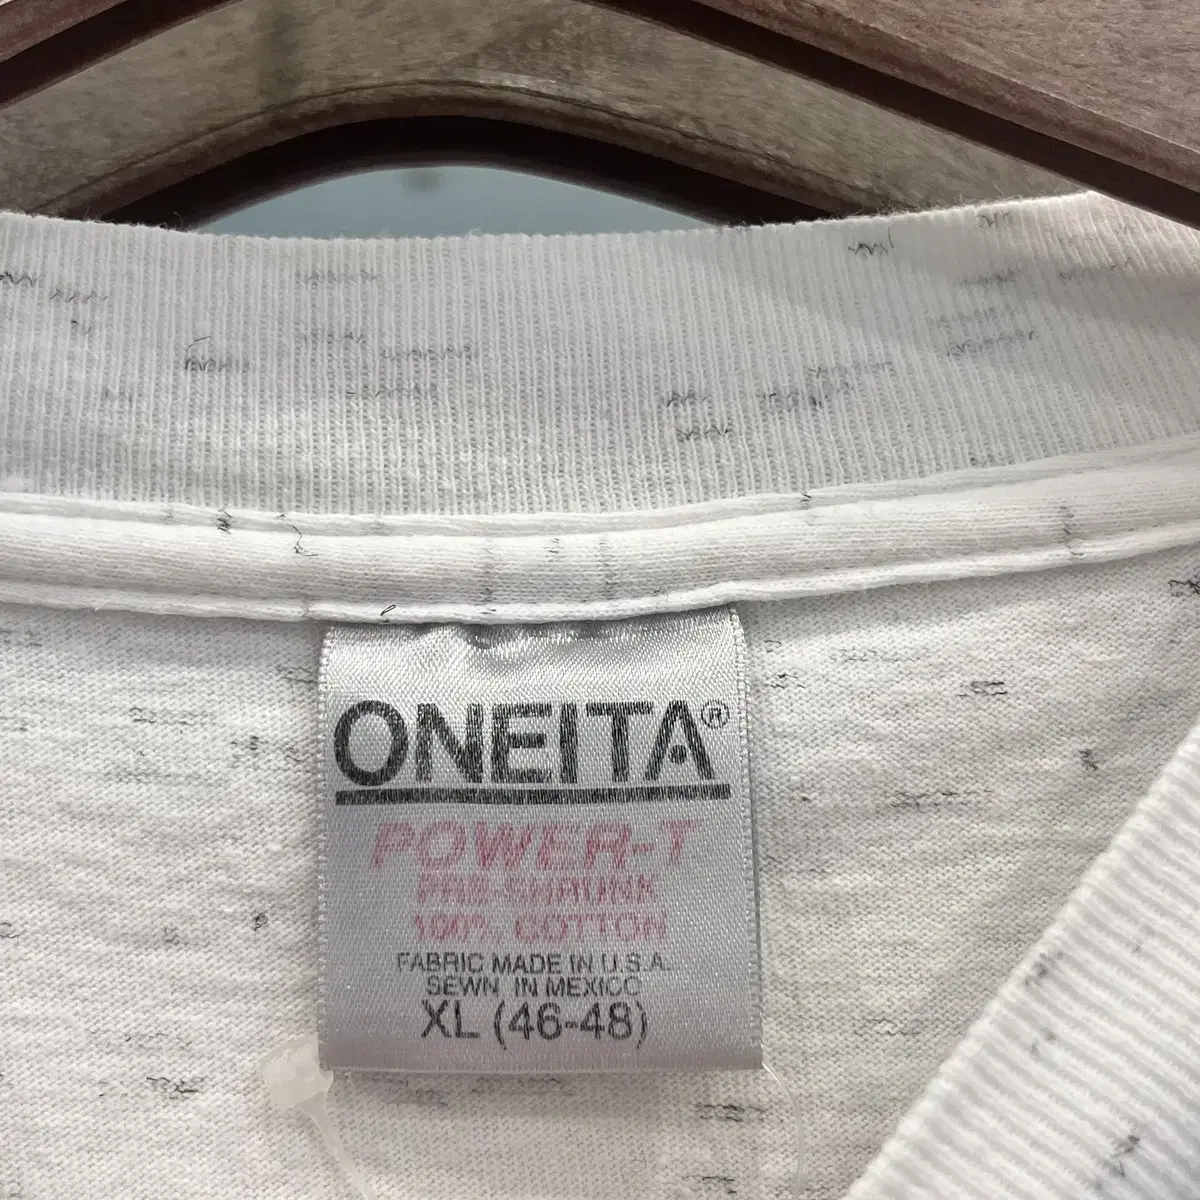 ONEITA®
POWER-T
PRE-SHRUNK
100% COTTON
FABRIC MADE IN U.S.A.
SEWN IN MEXICO
XL (46-48)